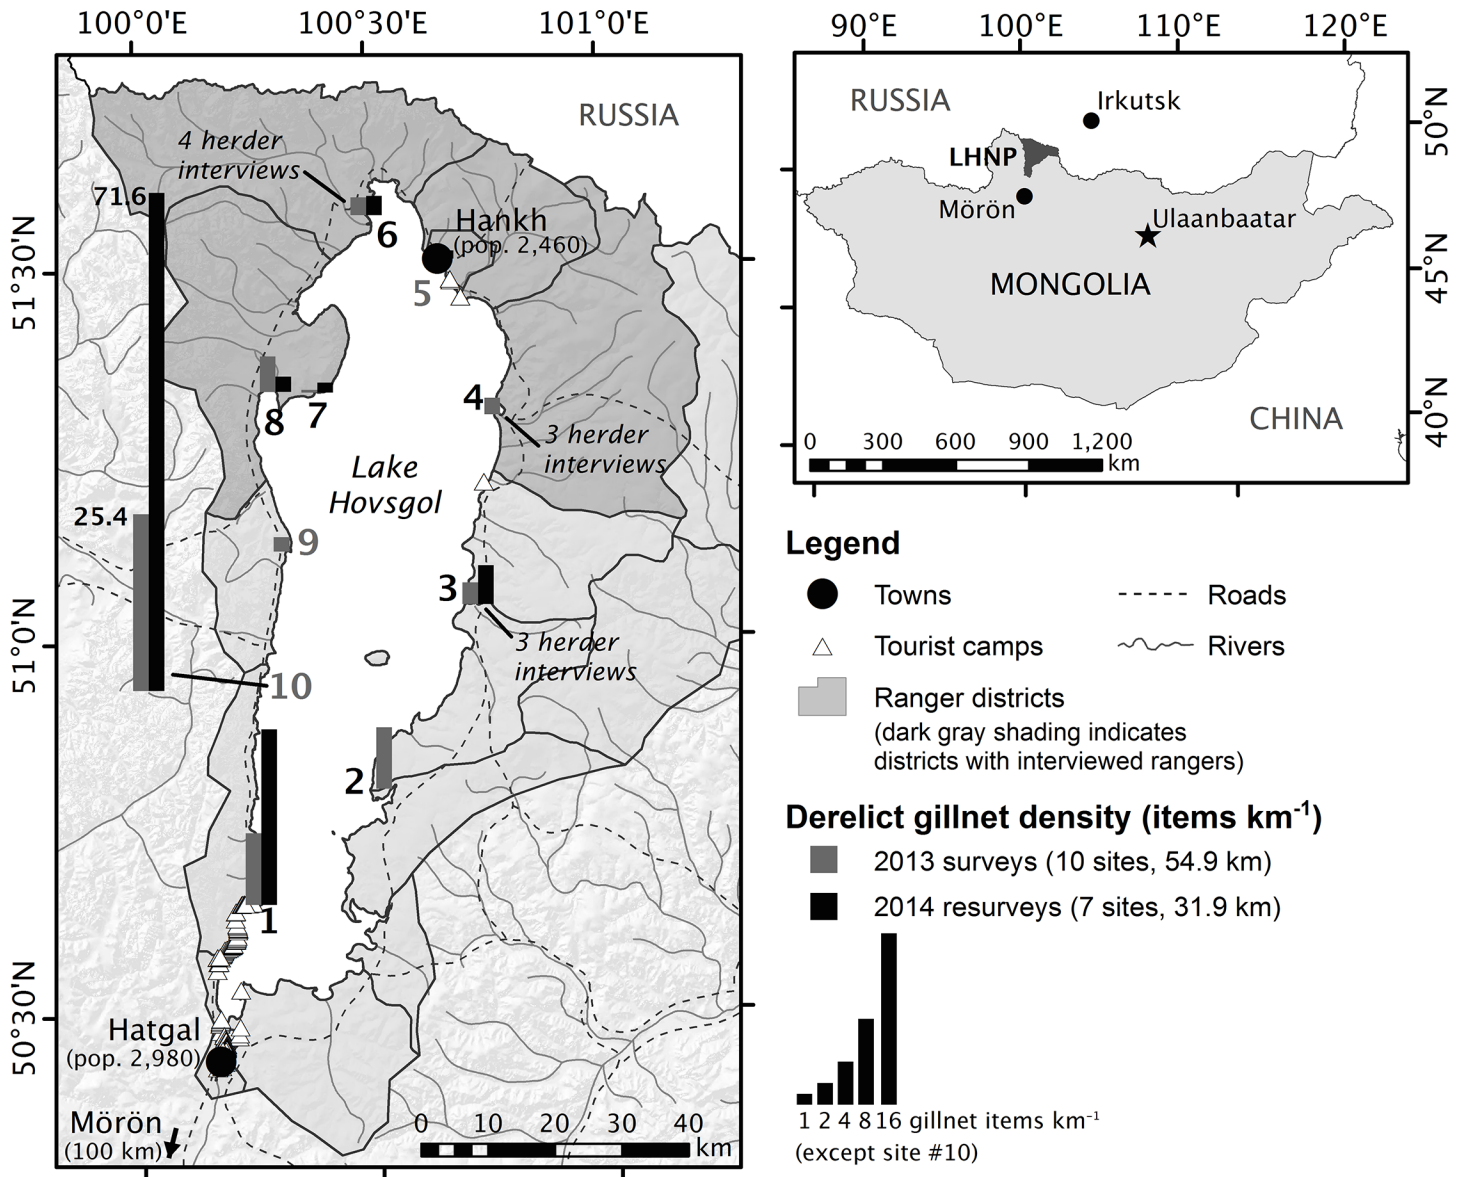 100°0'E 100°30'E 101°0'E
90°E 100°E 110°E 120°E
51°30'N
51°0'N
50°30'N
50°N
45°N
40°N
RUSSIA
4 herder
interviews
71.6
6
Hankh
(pop. 2,460)
5
4
8
7
3 herder
interviews
Lake
Hovsgol
25.4
9
3
3 herder
interviews
10
2
1
Hatgal
(pop. 2,980)
Mörön
(100 km)
0 10 20 30 40
km
RUSSIA
Irkutsk
LHNP
Mörön
Ulaanbaatar
MONGOLIA
CHINA
0 300 600 900 1,200
km
Legend
Towns
Roads
Tourist camps
Rivers
Ranger districts
(dark gray shading indicates
districts with interviewed rangers)
Derelict gillnet density (items km⁻¹)
2013 surveys (10 sites, 54.9 km)
2014 resurveys (7 sites, 31.9 km)
1 2 4 8 16 gillnet items km⁻¹
(except site #10)